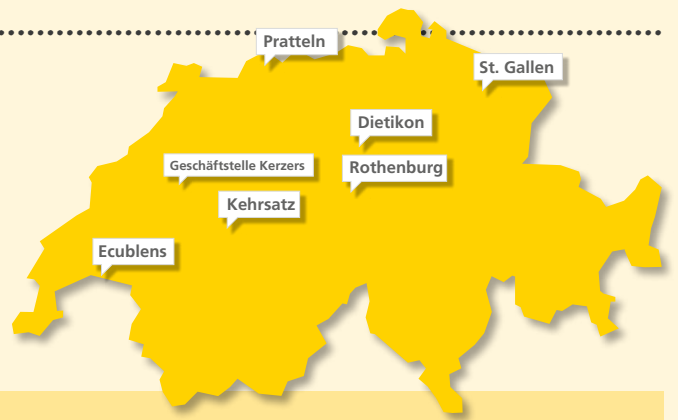 Pratteln
St. Gallen
Dietikon
Geschäftstelle Kerzers
Rothenburg
Kehrsatz
Ecublens